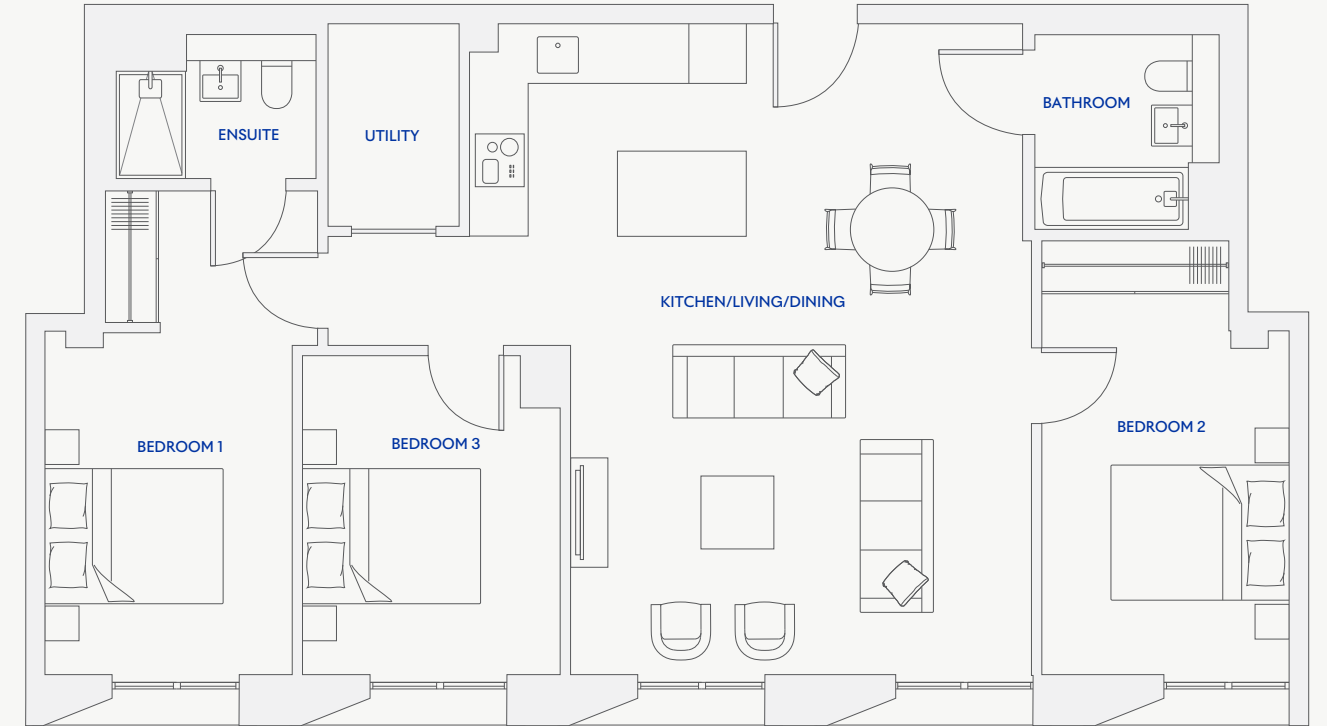 ENSUITE
UTILITY
BATHROOM
KITCHEN/LIVING/DINING
BEDROOM 1
BEDROOM 3
BEDROOM 2